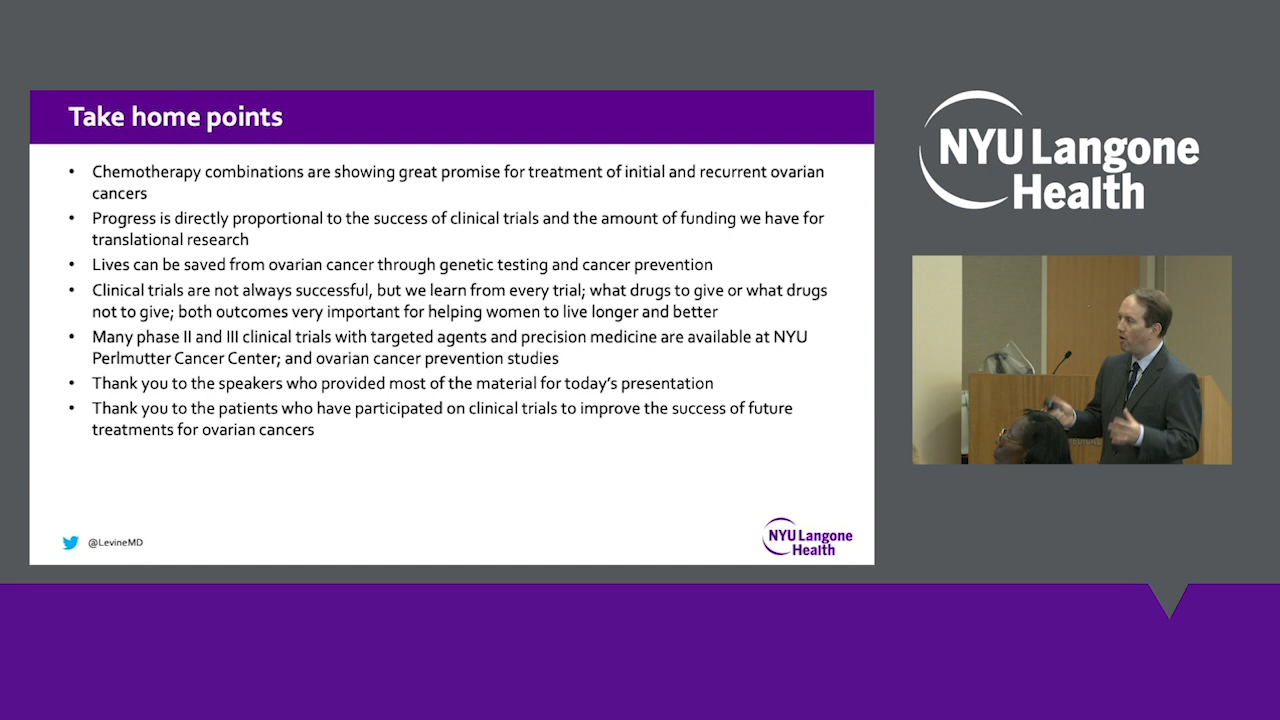 Take home points
• Chemotherapy combinations are showing great promise for treatment of initial and recurrent ovarian
cancers
• Progress is directly proportional to the success of clinical trials and the amount of funding we have for
translational research
• Lives can be saved from ovarian cancer through genetic testing and cancer prevention
• Clinical trials are not always successful, but we learn from every trial; what drugs to give or what drugs
not to give; both outcomes very important for helping women to live longer and better
• Many phase II and III clinical trials with targeted agents and precision medicine are available at NYU
Perlmutter Cancer Center; and ovarian cancer prevention studies
• Thank you to the speakers who provided most of the material for today's presentation
• Thank you to the patients who have participated on clinical trials to improve the success of future
treatments for ovarian cancers
@LevineMD
NYU Langone
Health
NYU Langone
Health